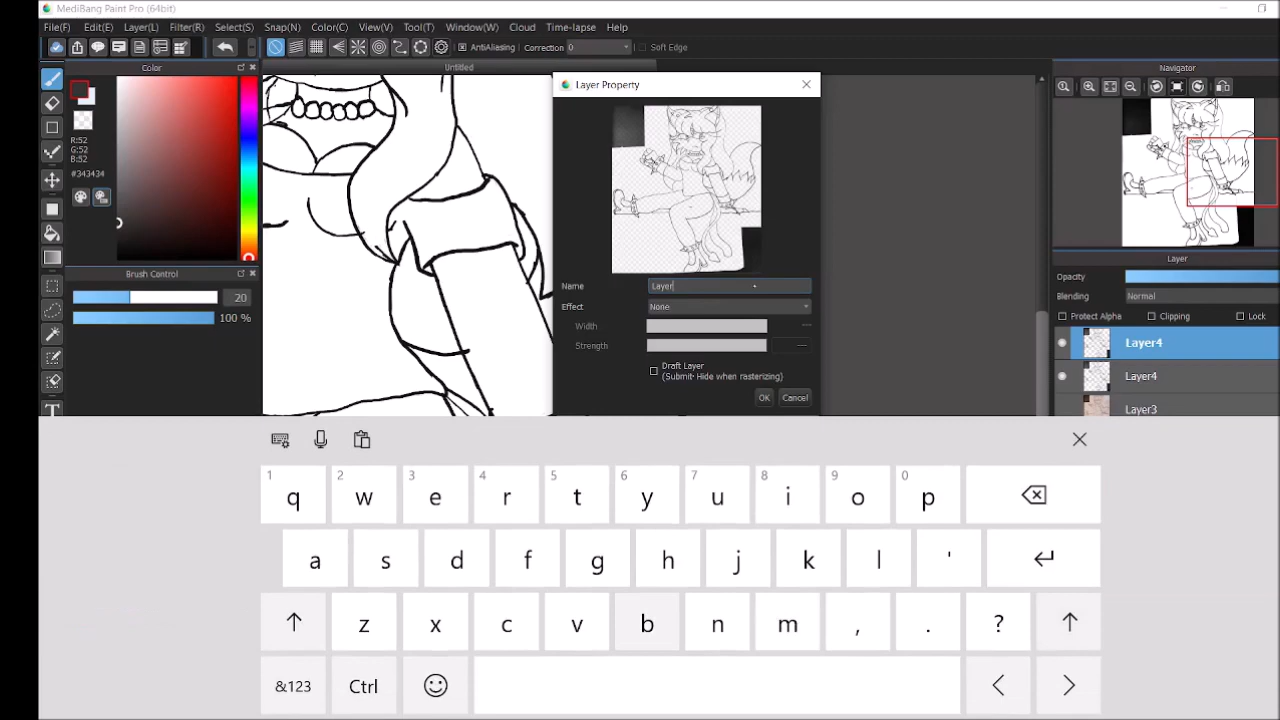 MediBang Paint Pro (64bit)
File(F) Edit(E) Layer(L) Filter(R) Select(S) Snap(N) Color(C) View(V) Tool(T) Window(W) Cloud Time-lapse Help
AntiAliasing Correction 0 Soft Edge
Color
Untitled
Layer Property
Navigator
R:52
G:52
B:52
#343434
Brush Control
20
100 %
T
Name Layer
Effect None
Width
Strength
Draft Layer
(Submit· Hide when rasterizing)
OK Cancel
Layer
Opacity
Blending Normal
Protect Alpha Clipping Lock
Layer4
Layer4
Layer3
1 2 3 4 5 6 7 8 9 0
q w e r t y u i o p
a s d f g h j k l '
z x c v b n m , . ?
&123 Ctrl